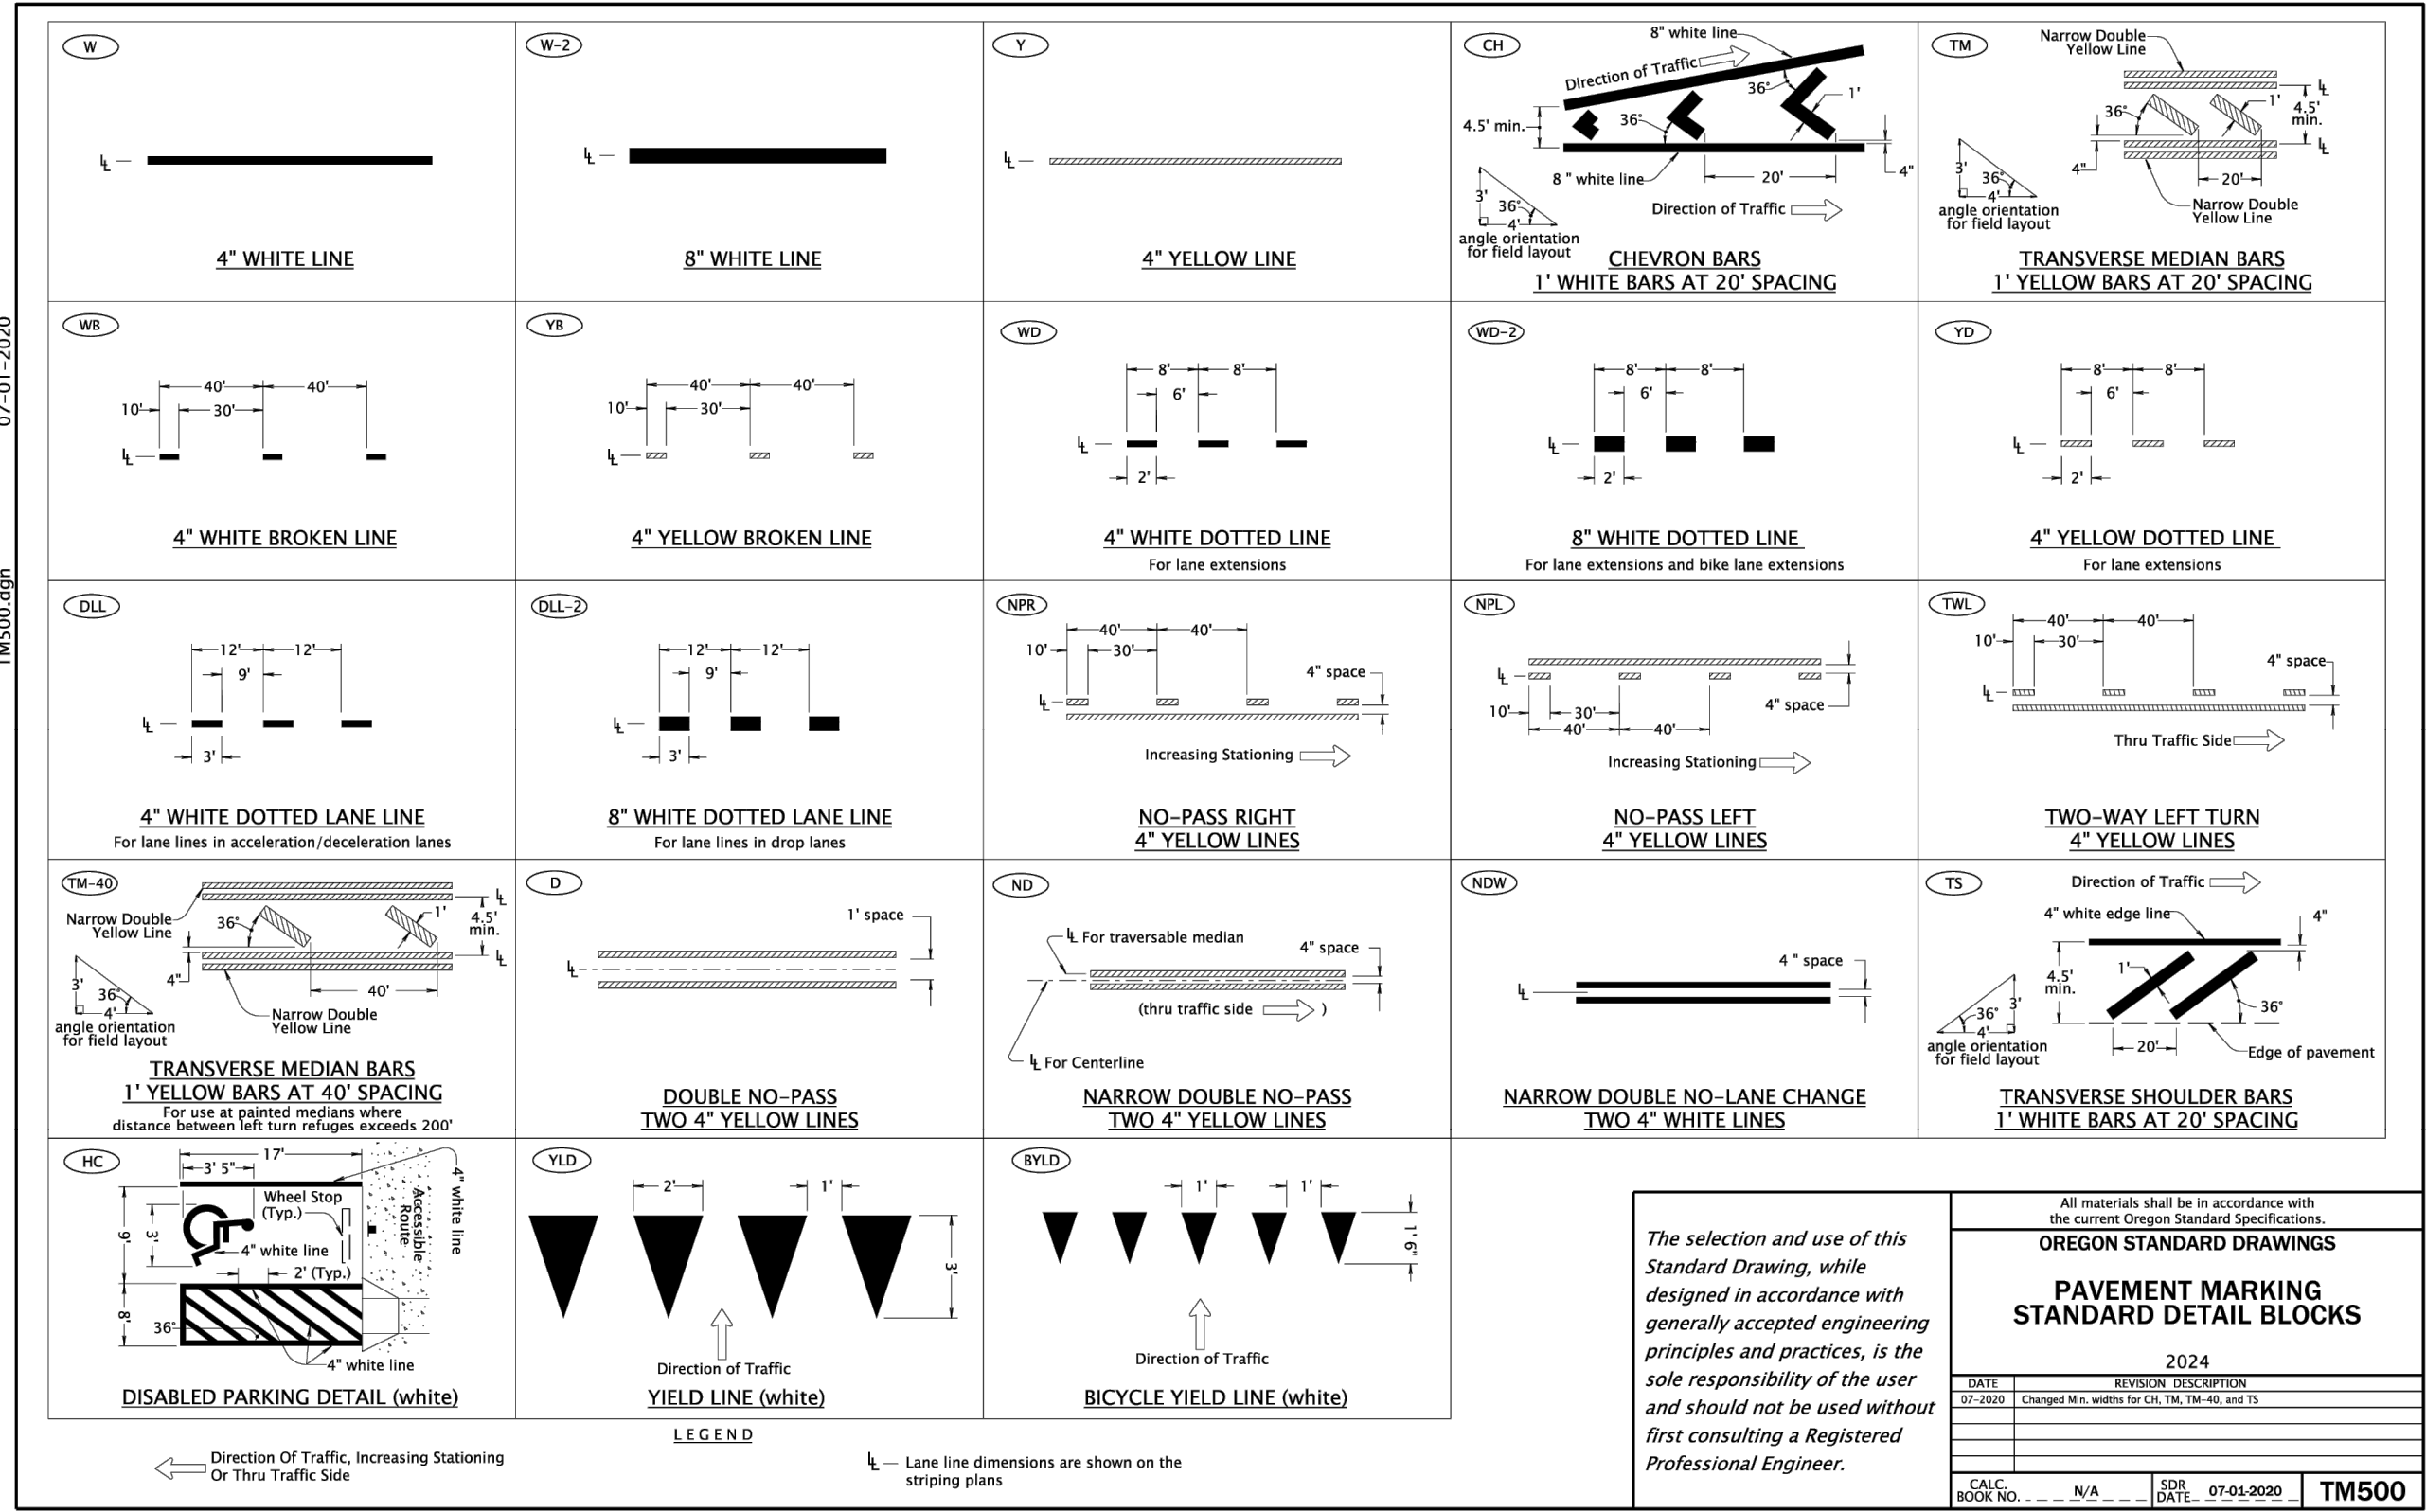 W
℄
4" WHITE LINE
W-2
℄
8" WHITE LINE
Y
℄
4" YELLOW LINE
CH
8" white line
Direction of Traffic
36°
1'
4.5' min.
36°
3'
36°
4'
angle orientation
for field layout
8 " white line
20'
4"
Direction of Traffic
CHEVRON BARS
1' WHITE BARS AT 20' SPACING
TM
Narrow Double
Yellow Line
℄
36°
1'
4.5'
min.
℄
4"
3'
36°
4'
angle orientation
for field layout
20'
Narrow Double
Yellow Line
TRANSVERSE MEDIAN BARS
1' YELLOW BARS AT 20' SPACING
WB
40' 40'
10' 30'
℄
4" WHITE BROKEN LINE
YB
40' 40'
10' 30'
℄
4" YELLOW BROKEN LINE
WD
8' 8'
6'
℄
2'
4" WHITE DOTTED LINE
For lane extensions
WD-2
8' 8'
6'
℄
2'
8" WHITE DOTTED LINE
For lane extensions and bike lane extensions
YD
8' 8'
6'
℄
2'
4" YELLOW DOTTED LINE
For lane extensions
DLL
12' 12'
9'
℄
3'
4" WHITE DOTTED LANE LINE
For lane lines in acceleration/deceleration lanes
DLL-2
12' 12'
9'
℄
3'
8" WHITE DOTTED LANE LINE
For lane lines in drop lanes
NPR
40' 40'
10' 30'
4" space
℄
Increasing Stationing
NO-PASS RIGHT
4" YELLOW LINES
NPL
℄
10' 30'
40' 40'
4" space
Increasing Stationing
NO-PASS LEFT
4" YELLOW LINES
TWL
40' 40'
10' 30'
4" space
℄
Thru Traffic Side
TWO-WAY LEFT TURN
4" YELLOW LINES
TM-40
Narrow Double
Yellow Line
℄
36°
1'
4.5'
min.
℄
4"
3'
36°
4'
angle orientation
for field layout
40'
Narrow Double
Yellow Line
TRANSVERSE MEDIAN BARS
1' YELLOW BARS AT 40' SPACING
For use at painted medians where
distance between left turn refuges exceeds 200'
D
1' space
℄
DOUBLE NO-PASS
TWO 4" YELLOW LINES
ND
℄ For traversable median
4" space
(thru traffic side )
℄ For Centerline
NARROW DOUBLE NO-PASS
TWO 4" YELLOW LINES
NDW
4 " space
℄
NARROW DOUBLE NO-LANE CHANGE
TWO 4" WHITE LINES
TS
Direction of Traffic
4" white edge line
4"
4.5'
min.
1'
36°
3'
36°
4'
angle orientation
for field layout
20'
Edge of pavement
TRANSVERSE SHOULDER BARS
1' WHITE BARS AT 20' SPACING
HC
17'
3' 5"
4" white line
Wheel Stop
(Typ.)
Accessible
Route
9'
3'
4" white line
2' (Typ.)
8'
36°
4" white line
DISABLED PARKING DETAIL (white)
YLD
2' 1'
3'
Direction of Traffic
YIELD LINE (white)
BYLD
1' 1'
1' 6"
Direction of Traffic
BICYCLE YIELD LINE (white)
LEGEND
Direction Of Traffic, Increasing Stationing
Or Thru Traffic Side
℄ — Lane line dimensions are shown on the
striping plans
The selection and use of this
Standard Drawing, while
designed in accordance with
generally accepted engineering
principles and practices, is the
sole responsibility of the user
and should not be used without
first consulting a Registered
Professional Engineer.
All materials shall be in accordance with
the current Oregon Standard Specifications.
OREGON STANDARD DRAWINGS
PAVEMENT MARKING
STANDARD DETAIL BLOCKS
2024
DATE REVISION DESCRIPTION
07-2020 Changed Min. widths for CH, TM, TM-40, and TS
CALC.
BOOK NO. N/A
SDR
DATE 07-01-2020
TM500
TM500.dgn 07-01-2020